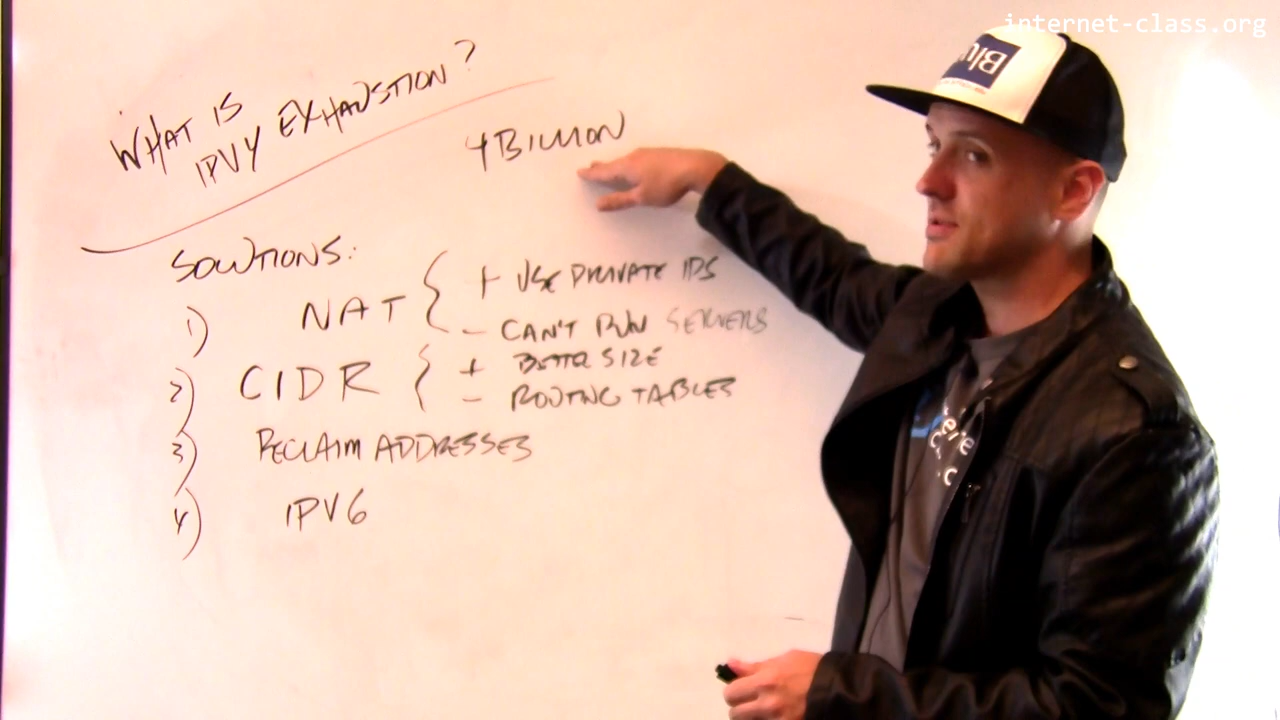 internet-class.org
WHAT IS
IPV4 EXHAUSTION?
4 BILLION
SOLUTIONS:
1) NAT { + USE PRIVATE IPS
- CAN'T RUN SERVERS
2) CIDR { + BETTER SIZE
- ROUTING TABLES
3) RECLAIM ADDRESSES
4) IPV6
Blu